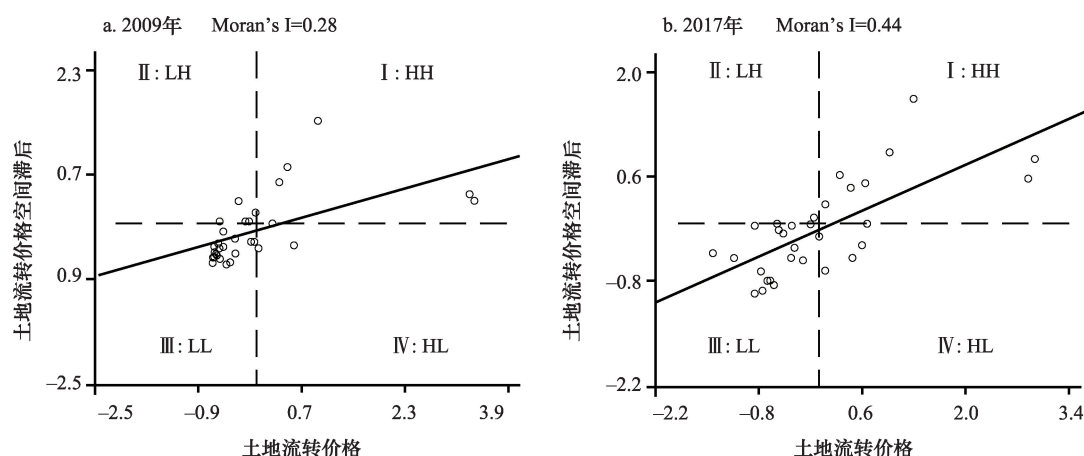 a. 2009年 Moran's I=0.28
Ⅱ: LH
Ⅰ: HH
2.3
0.7
0.9
−2.5
土地流转价格空间滞后
Ⅲ: LL
Ⅳ: HL
−2.5 −0.9 0.7 2.3 3.9
土地流转价格
b. 2017年 Moran's I=0.44
Ⅱ: LH
Ⅰ: HH
2.0
0.6
−0.8
−2.2
土地流转价格空间滞后
Ⅲ: LL
Ⅳ: HL
−2.2 −0.8 0.6 2.0 3.4
土地流转价格